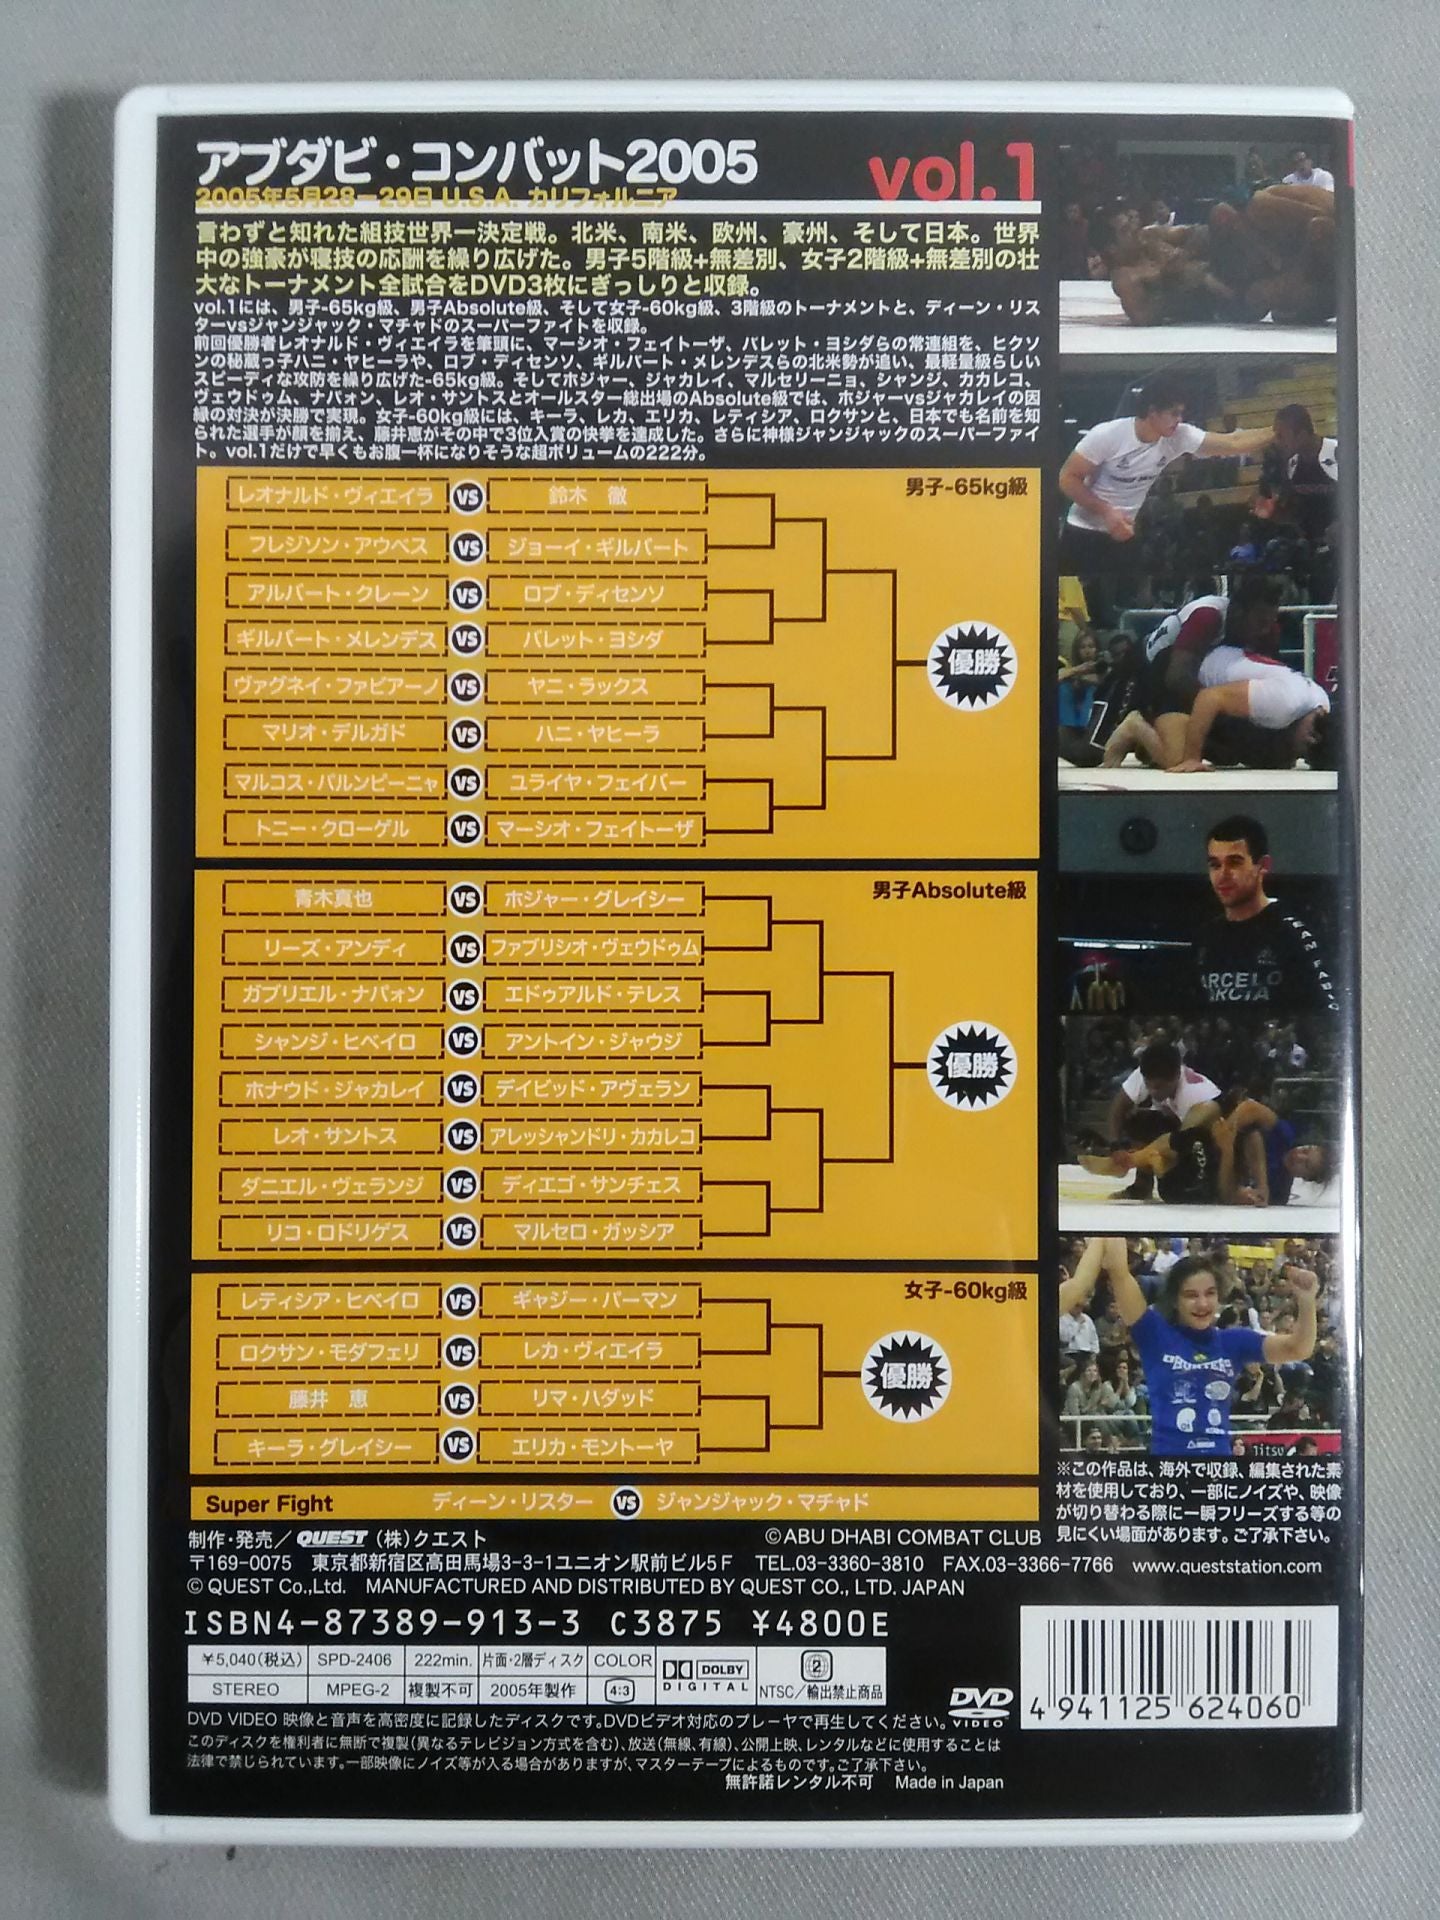 アブダビ・コンバット2005
vol.1
2005年5月28－29日 U.S.A. カリフォルニア
言わずと知れた組技世界一決定戦。北米、南米、欧州、豪州、そして日本。世界
中の強豪が寝技の応酬を繰り広げた。男子5階級+無差別、女子2階級+無差別の壮
大なトーナメント全試合をDVD3枚にぎっしりと収録。
vol.1には、男子-65kg級、男子Absolute級、そして女子-60kg級、3階級のトーナメントと、ディーン・リス
ターvsジャンジャック・マチャドのスーパーファイトを収録。
前回優勝者レオナルド・ヴィエイラを筆頭に、マーシオ・フェイトーザ、バレット・ヨシダらの常連組を、ヒクソ
ンの秘蔵っ子ハニ・ヤヒーラや、ロブ・ディセンソ、ギルバート・メレンデスらの北米勢が追い、最軽量級らしい
スピーディな攻防を繰り広げた-65kg級。そしてホジャー、ジャカレイ、マルセリーニョ、シャンジ、カカレコ、
ヴェウドゥム、ナパォン、レオ・サントスとオールスター総出場のAbsolute級では、ホジャーvsジャカレイの因
縁の対決が決勝で実現。女子-60kg級には、キーラ、レカ、エリカ、レティシア、ロクサンと、日本でも名前を知
られた選手が顔を揃え、藤井恵がその中で3位入賞の快挙を達成した。さらに神様ジャンジャックのスーパーファイ
ト。vol.1だけで早くもお腹一杯になりそうな超ボリュームの222分。
男子-65kg級
レオナルド・ヴィエイラ VS 鈴木 徹
フレジソン・アウベス VS ジョーイ・ギルバート
アルバート・クレーン VS ロブ・ディセンソ
ギルバート・メレンデス VS バレット・ヨシダ
ヴァグネイ・ファビアーノ VS ヤニ・ラックス
マリオ・デルガド VS ハニ・ヤヒーラ
マルコス・パルンピーニャ VS ユライヤ・フェイバー
トニー・クローゲル VS マーシオ・フェイトーザ
優勝
男子Absolute級
青木真也 VS ホジャー・グレイシー
リーズ・アンディ VS ファブリシオ・ヴェウドゥム
ガブリエル・ナパォン VS エドゥアルド・テレス
シャンジ・ヒベイロ VS アントイン・ジャウジ
ホナウド・ジャカレイ VS デイビッド・アヴェラン
レオ・サントス VS アレッシャンドリ・カカレコ
ダニエル・ヴェランジ VS ディエゴ・サンチェス
リコ・ロドリゲス VS マルセロ・ガッシア
優勝
女子-60kg級
レティシア・ヒベイロ VS ギャジー・パーマン
ロクサン・モダフェリ VS レカ・ヴィエイラ
藤井 恵 VS リマ・ハダッド
キーラ・グレイシー VS エリカ・モントーヤ
優勝
Super Fight ディーン・リスター VS ジャンジャック・マチャド
※この作品は、海外で収録、編集された素
材を使用しており、一部にノイズや、映像
が切り替わる際に一瞬フリーズする等の
見にくい場面があります。ご了承下さい。
制作・発売／QUEST（株）クエスト ©ABU DHABI COMBAT CLUB
〒169-0075 東京都新宿区高田馬場3-3-1ユニオン駅前ビル5F TEL.03-3360-3810 FAX.03-3366-7766 www.queststation.com
© QUEST Co.,Ltd. MANUFACTURED AND DISTRIBUTED BY QUEST CO., LTD. JAPAN
ISBN4-87389-913-3 C3875 ¥4800E
￥5,040(税込) SPD-2406 222min. 片面・2層ディスク COLOR
STEREO MPEG-2 複製不可 2005年製作 4:3
DOLBY DIGITAL
2
NTSC／輸出禁止商品
DVD VIDEO
4 941125 624060
DVD VIDEO 映像と音声を高密度に記録したディスクです。DVDビデオ対応のプレーヤで再生してください。
このディスクを権利者に無断で複製(異なるテレビジョン方式を含む)、放送(無線、有線)、公開上映、レンタルなどに使用することは
法律で禁じられています。一部映像にノイズ等が入る場合がありますが、マスターテープによるものです。ご了承下さい。
無許諾レンタル不可 Made in Japan